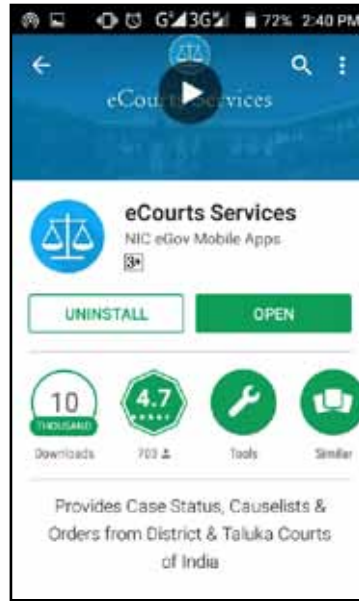 G 3G 72% 2:40 PM
eCourts Services
eCourts Services
NIC eGov Mobile Apps
3+
UNINSTALL
OPEN
10
THOUSAND
4.7
Downloads
703
Tools
Similar
Provides Case Status, Causelists &
Orders from District & Taluka Courts
of India